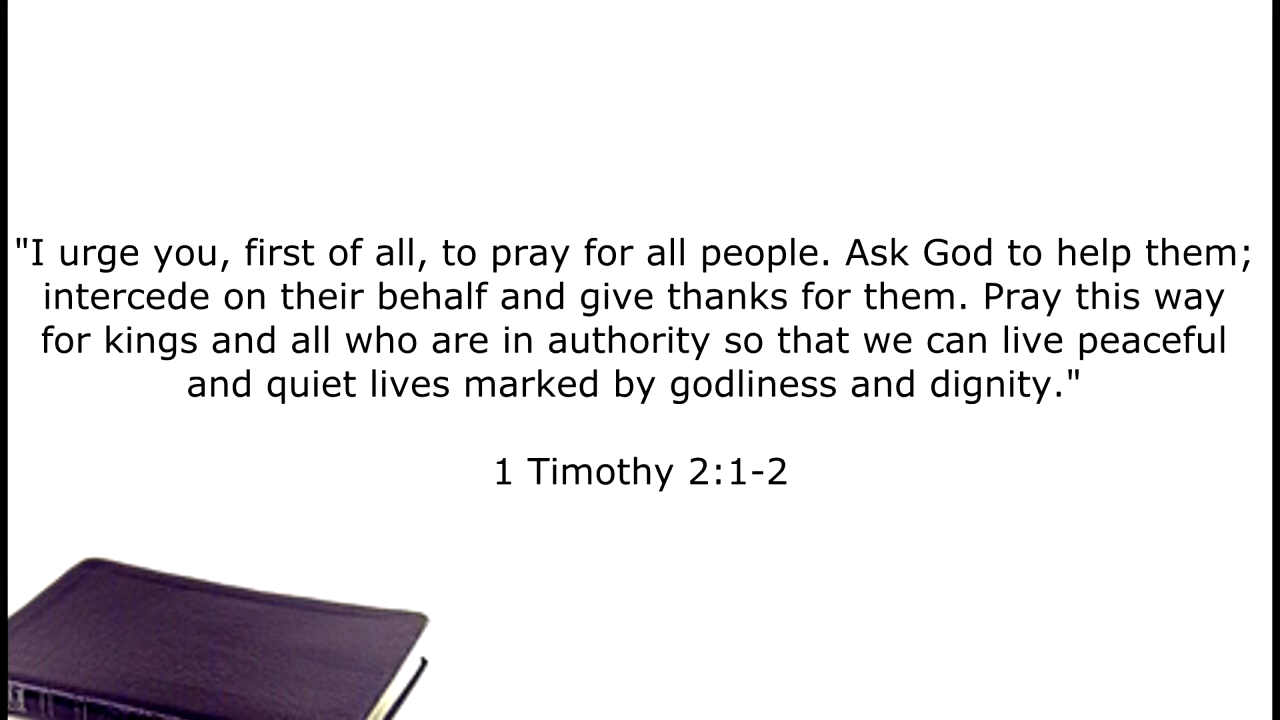 "I urge you, first of all, to pray for all people. Ask God to help them;
intercede on their behalf and give thanks for them. Pray this way
for kings and all who are in authority so that we can live peaceful
and quiet lives marked by godliness and dignity."
1 Timothy 2:1-2